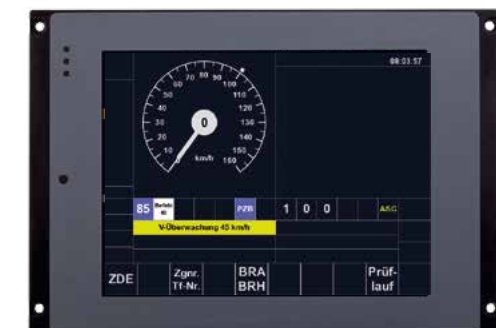 08:03:57
70 80 90
60 100
50 110
40 120
30 130
20 140
10 150
0 160
0
km/h
85 PZB 1 0 0 ASC
V-Überwachung 45 km/h
ZDE Zgnr. BRA Prüf-
Tf-Nr. BRH lauf